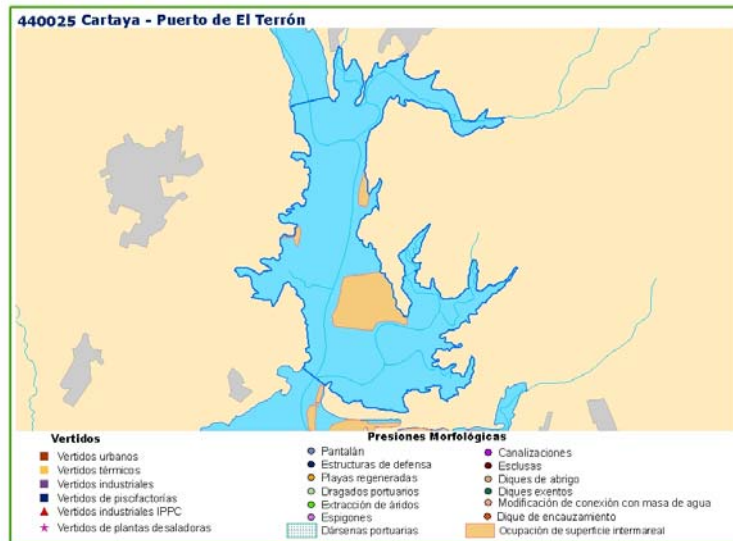 440025 Cartaya - Puerto de El Terrón
Vertidos
Vertidos urbanos
Vertidos térmicos
Vertidos industriales
Vertidos de piscifactorías
Vertidos industriales IPPC
Vertidos de plantas desaladoras
Presiones Morfológicas
Pantalán
Estructuras de defensa
Playas regeneradas
Dragados portuarios
Extracción de áridos
Espigones
Dársenas portuarias
Canalizaciones
Esclusas
Diques de abrigo
Diques exentos
Modificación de conexión con masa de agua
Dique de encauzamiento
Ocupación de superficie intermareal